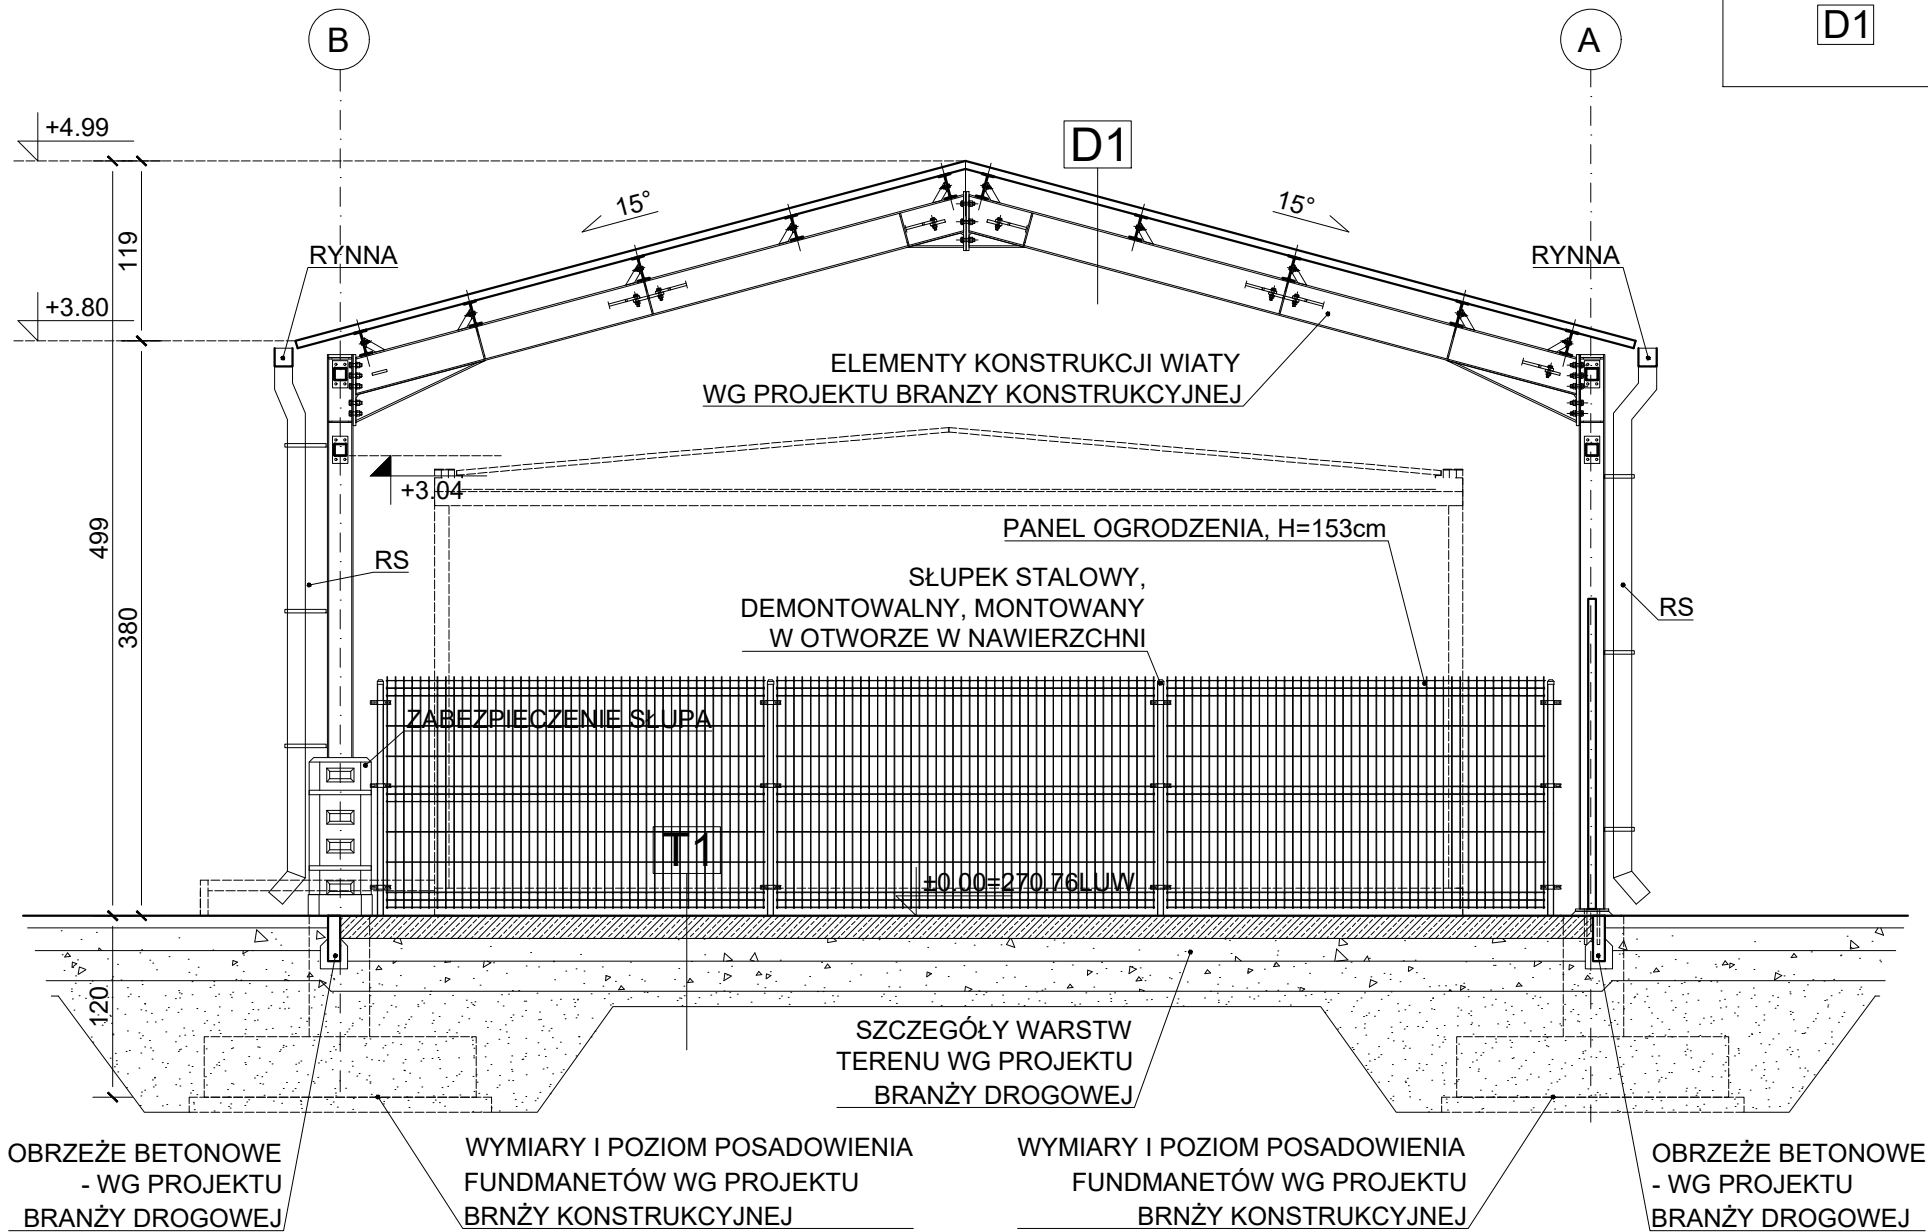 B
A
D1
+4.99
D1
15°
15°
119
RYNNA
RYNNA
+3.80
ELEMENTY KONSTRUKCJI WIATY
WG PROJEKTU BRANZY KONSTRUKCYJNEJ
+3.04
499
PANEL OGRODZENIA, H=153cm
RS
SŁUPEK STALOWY,
DEMONTOWALNY, MONTOWANY
W OTWORZE W NAWIERZCHNI
380
RS
ZABEZPIECZENIE SŁUPA
T1
±0.00=270.76LUW
120
SZCZEGÓŁY WARSTW
TERENU WG PROJEKTU
BRANŻY DROGOWEJ
OBRZEŻE BETONOWE
- WG PROJEKTU
BRANŻY DROGOWEJ
WYMIARY I POZIOM POSADOWIENIA
FUNDMANETÓW WG PROJEKTU
BRNŻY KONSTRUKCYJNEJ
WYMIARY I POZIOM POSADOWIENIA
FUNDMANETÓW WG PROJEKTU
BRNŻY KONSTRUKCYJNEJ
OBRZEŻE BETONOWE
- WG PROJEKTU
BRANŻY DROGOWEJ